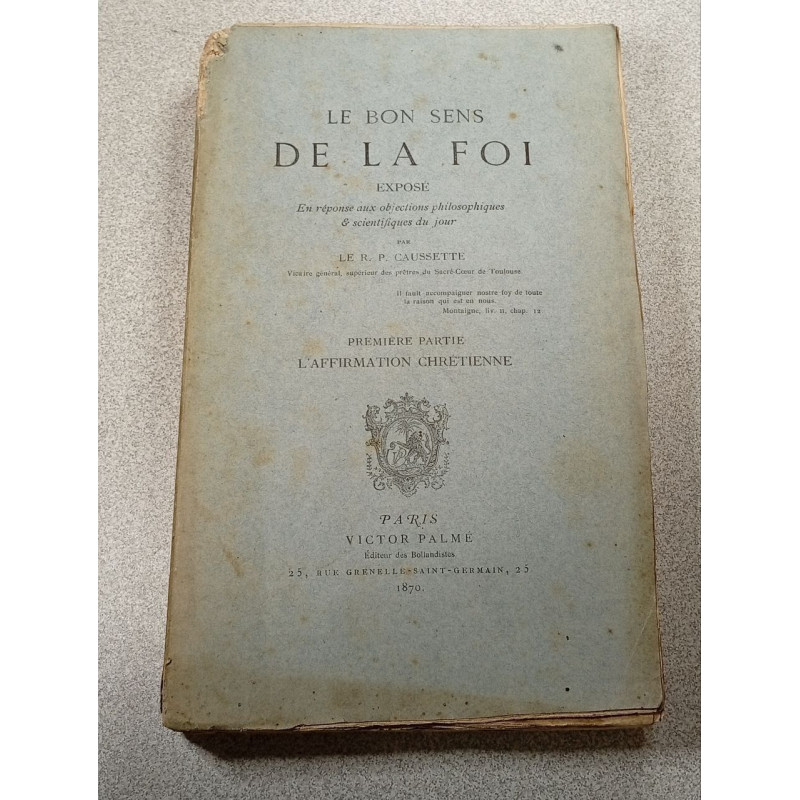 LE BON SENS
DE LA FOI
EXPOSÉ
En réponse aux objections philosophiques
& scientifiques du jour
PAR
LE R. P. CAUSSETTE
Vicaire général, supérieur des prêtres du Sacré-Cœur de Toulouse
Il fault accompaigner nostre foy de toute
la raison qui est en nous.
Montaigne, liv. II, chap. 12
PREMIÈRE PARTIE
L'AFFIRMATION CHRÉTIENNE
PARIS
VICTOR PALMÉ
Éditeur des Bollandistes
25, RUE GRENELLE-SAINT-GERMAIN, 25
1870.